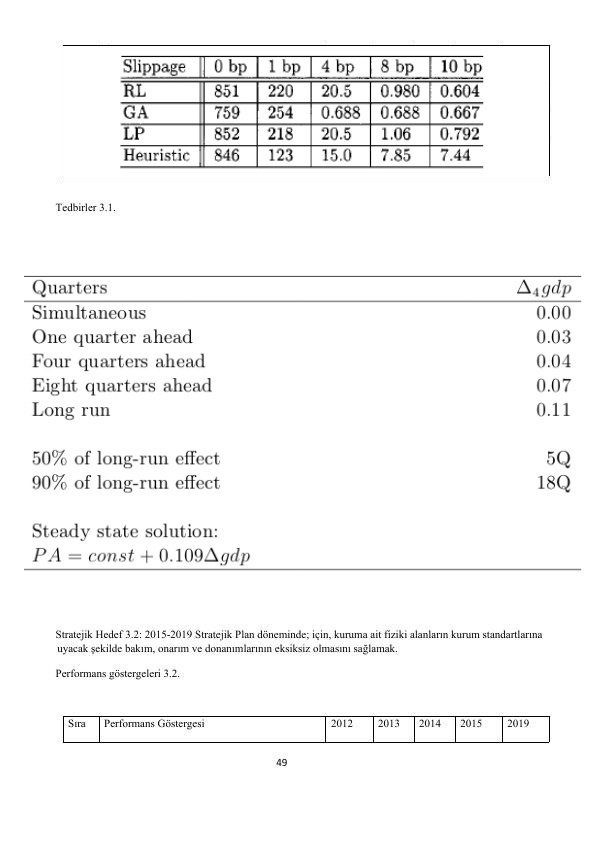 Slippage 0 bp 1 bp 4 bp 8 bp 10 bp
RL 851 220 20.5 0.980 0.604
GA 759 254 0.688 0.688 0.667
LP 852 218 20.5 1.06 0.792
Heuristic 846 123 15.0 7.85 7.44
Tedbirler 3.1.
Quarters Δ₄gdp
Simultaneous 0.00
One quarter ahead 0.03
Four quarters ahead 0.04
Eight quarters ahead 0.07
Long run 0.11
50% of long-run effect 5Q
90% of long-run effect 18Q
Steady state solution:
PA = const + 0.109Δgdp
Stratejik Hedef 3.2: 2015-2019 Stratejik Plan döneminde; için, kuruma ait fiziki alanların kurum standartlarına
uyacak şekilde bakım, onarım ve donanımlarının eksiksiz olmasını sağlamak.
Performans göstergeleri 3.2.
Sıra Performans Göstergesi 2012 2013 2014 2015 2019
49